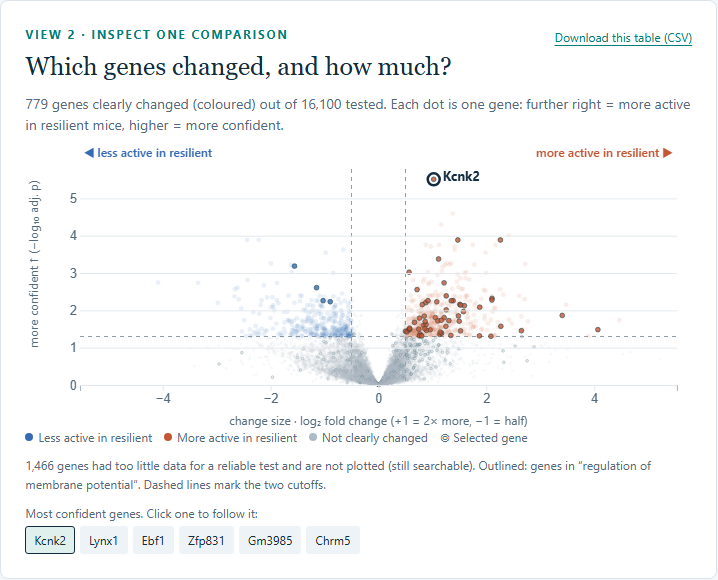 VIEW 2 · INSPECT ONE COMPARISON
Download this table (CSV)
Which genes changed, and how much?
779 genes clearly changed (coloured) out of 16,100 tested. Each dot is one gene: further right = more active
in resilient mice, higher = more confident.
◀ less active in resilient
more active in resilient ▶
Kcnk2
more confident ↑ (−log₁₀ adj. p)
5
4
3
2
1
0
−4
−2
0
2
4
change size · log₂ fold change (+1 = 2× more, −1 = half)
Less active in resilient
More active in resilient
Not clearly changed
Selected gene
1,466 genes had too little data for a reliable test and are not plotted (still searchable). Outlined: genes in “regulation of
membrane potential”. Dashed lines mark the two cutoffs.
Most confident genes. Click one to follow it:
Kcnk2
Lynx1
Ebf1
Zfp831
Gm3985
Chrm5